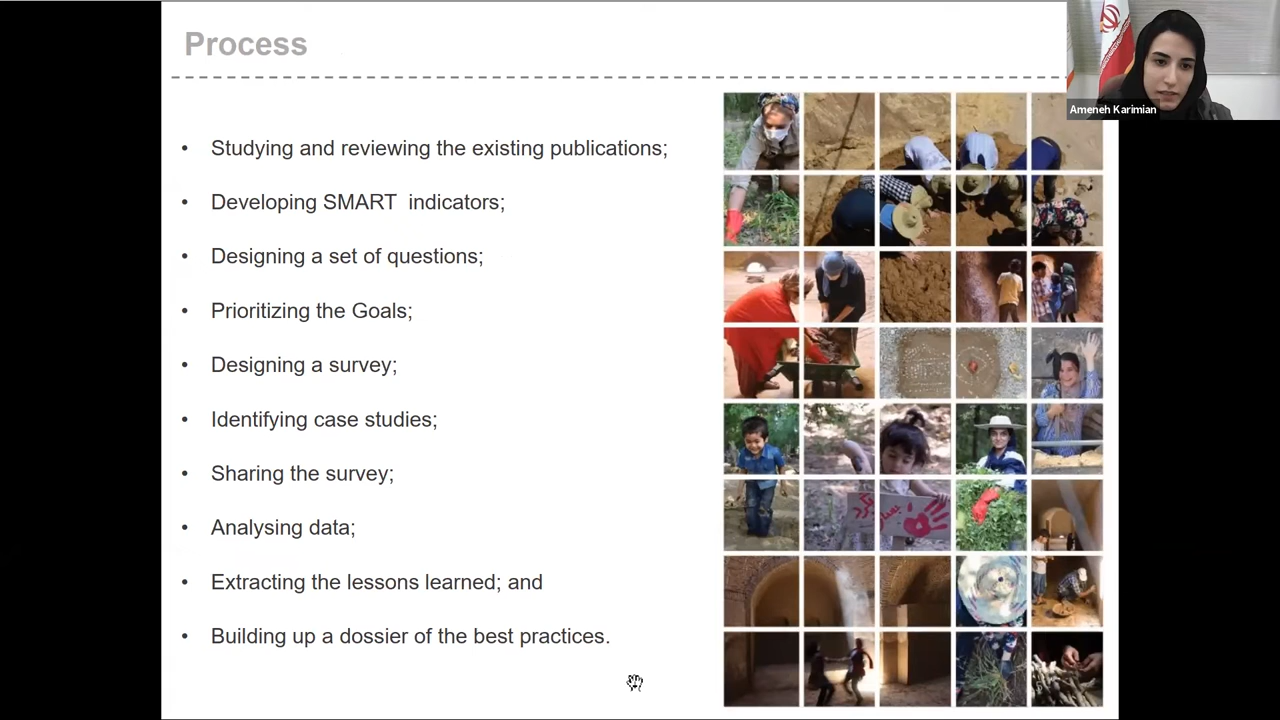 Process
Ameneh Karimian
• Studying and reviewing the existing publications;
• Developing SMART indicators;
• Designing a set of questions;
• Prioritizing the Goals;
• Designing a survey;
• Identifying case studies;
• Sharing the survey;
• Analysing data;
• Extracting the lessons learned; and
• Building up a dossier of the best practices.